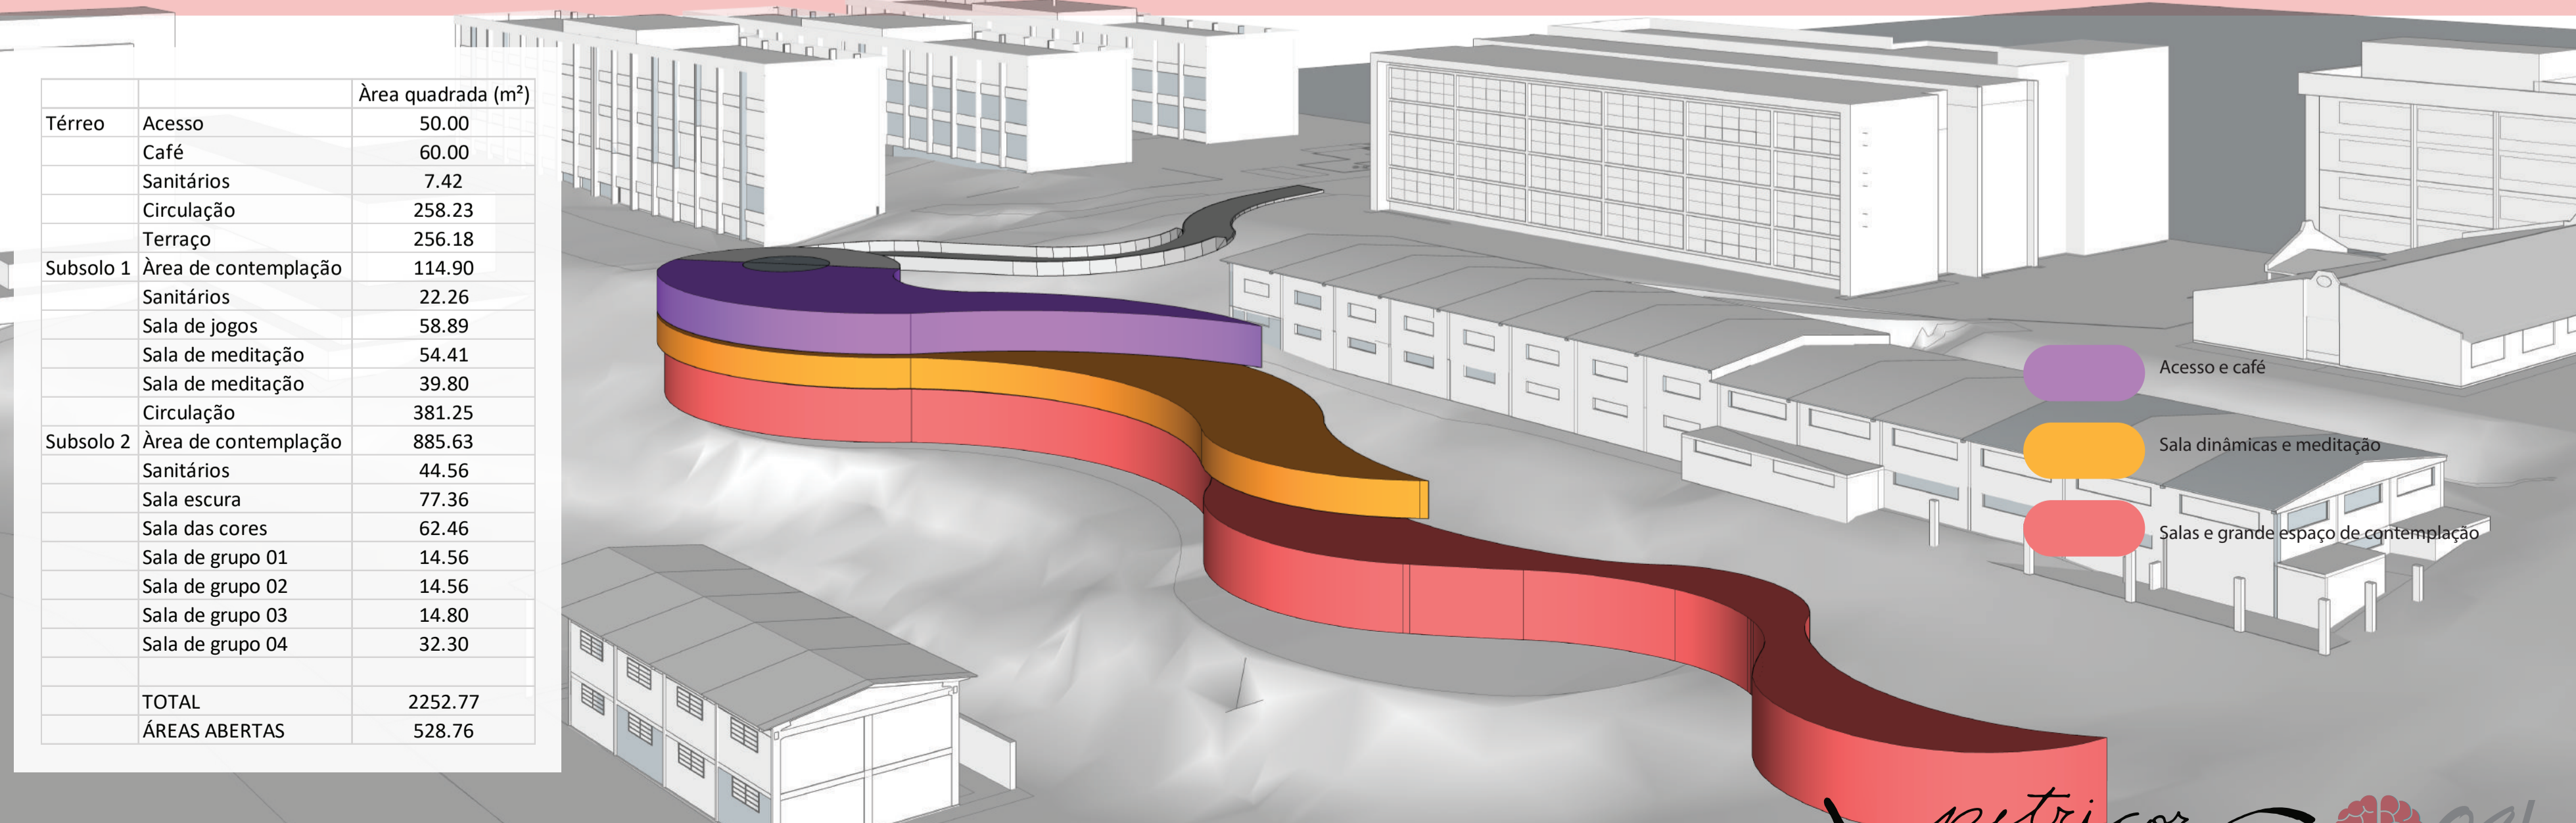 Àrea quadrada (m²)
Térreo Acesso 50.00
Café 60.00
Sanitários 7.42
Circulação 258.23
Terraço 256.18
Subsolo 1 Àrea de contemplação 114.90
Sanitários 22.26
Sala de jogos 58.89
Sala de meditação 54.41
Sala de meditação 39.80
Circulação 381.25
Subsolo 2 Àrea de contemplação 885.63
Sanitários 44.56
Sala escura 77.36
Sala das cores 62.46
Sala de grupo 01 14.56
Sala de grupo 02 14.56
Sala de grupo 03 14.80
Sala de grupo 04 32.30
TOTAL 2252.77
ÁREAS ABERTAS 528.76
Acesso e café
Sala dinâmicas e meditação
Salas e grande espaço de contemplação
petricor